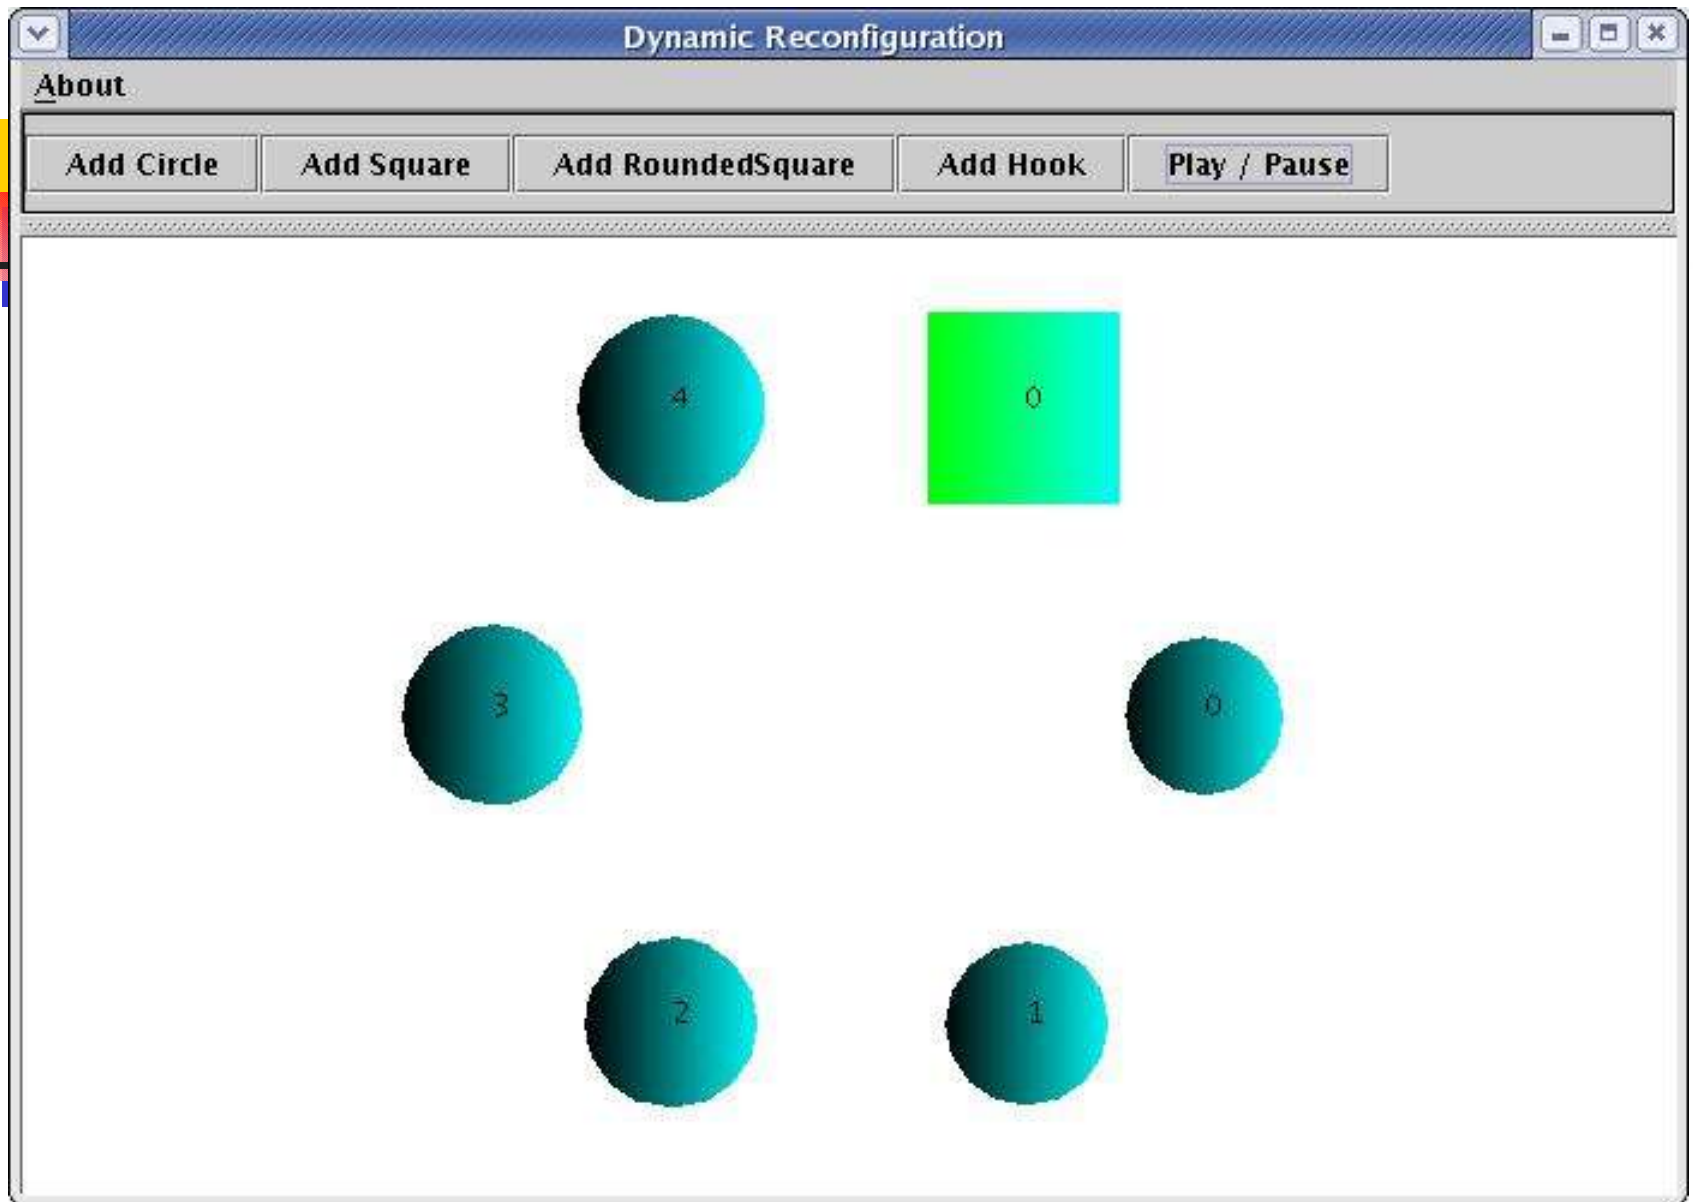 Dynamic Reconfiguration
About
Add Circle Add Square Add RoundedSquare Add Hook Play / Pause
4 0
3 0
2 1